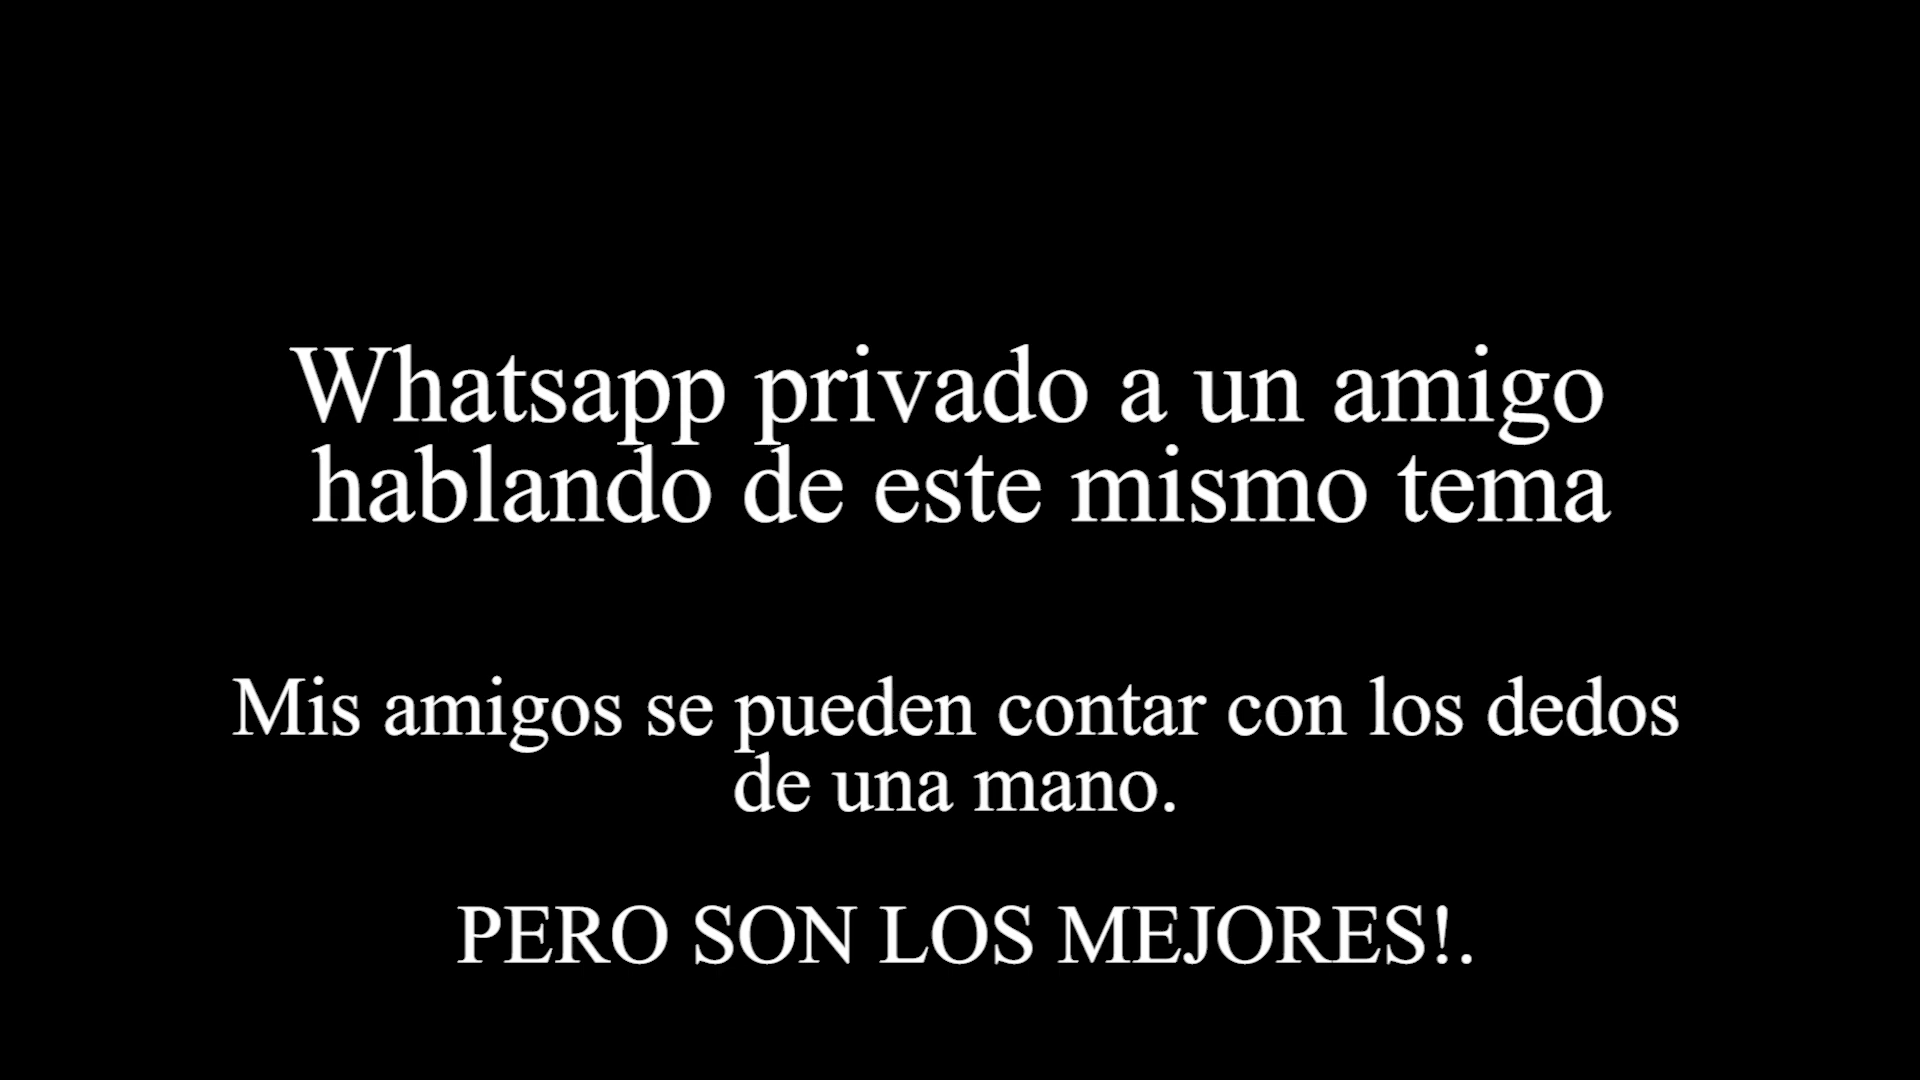 Whatsapp privado a un amigo
hablando de este mismo tema
Mis amigos se pueden contar con los dedos
de una mano.
PERO SON LOS MEJORES!.